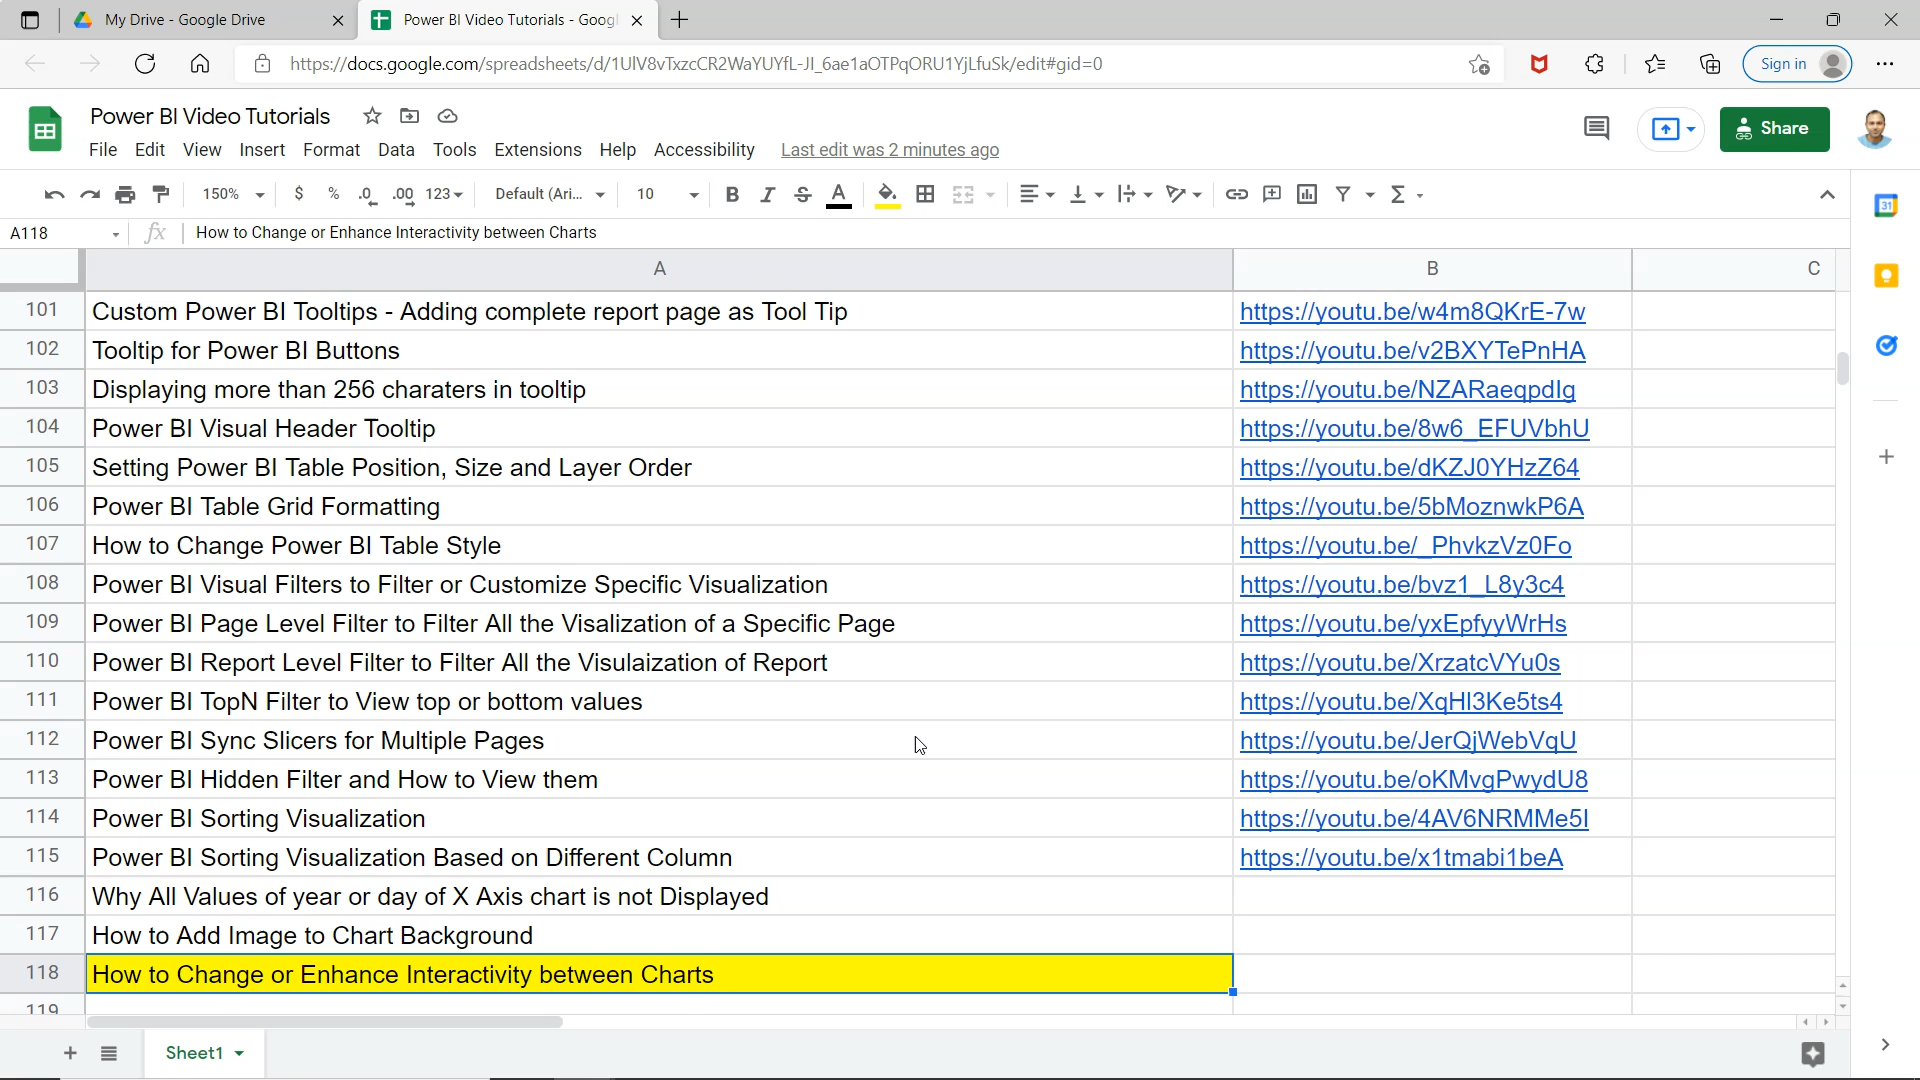 My Drive - Google Drive
Power BI Video Tutorials - Googl
https://docs.google.com/spreadsheets/d/1UlV8vTxzcCR2WaYUYfL-JI_6ae1aOTPqORU1YjLfuSk/edit#gid=0
Sign in
Power BI Video Tutorials
Share
File Edit View Insert Format Data Tools Extensions Help Accessibility Last edit was 2 minutes ago
150% $ % .0 .00 123 Default (Ari... 10 B I S A Σ
A118 fx How to Change or Enhance Interactivity between Charts
31
A B C
101 Custom Power BI Tooltips - Adding complete report page as Tool Tip https://youtu.be/w4m8QKrE-7w
102 Tooltip for Power BI Buttons https://youtu.be/v2BXYTePnHA
103 Displaying more than 256 charaters in tooltip https://youtu.be/NZARaeqpdlg
104 Power BI Visual Header Tooltip https://youtu.be/8w6_EFUVbhU
105 Setting Power BI Table Position, Size and Layer Order https://youtu.be/dKZJ0YHzZ64
106 Power BI Table Grid Formatting https://youtu.be/5bMoznwkP6A
107 How to Change Power BI Table Style https://youtu.be/_PhvkzVz0Fo
108 Power BI Visual Filters to Filter or Customize Specific Visualization https://youtu.be/bvz1_L8y3c4
109 Power BI Page Level Filter to Filter All the Visalization of a Specific Page https://youtu.be/yxEpfyyWrHs
110 Power BI Report Level Filter to Filter All the Visulaization of Report https://youtu.be/XrzatcVYu0s
111 Power BI TopN Filter to View top or bottom values https://youtu.be/XqHI3Ke5ts4
112 Power BI Sync Slicers for Multiple Pages https://youtu.be/JerQjWebVqU
113 Power BI Hidden Filter and How to View them https://youtu.be/oKMvgPwydU8
114 Power BI Sorting Visualization https://youtu.be/4AV6NRMMe5I
115 Power BI Sorting Visualization Based on Different Column https://youtu.be/x1tmabi1beA
116 Why All Values of year or day of X Axis chart is not Displayed
117 How to Add Image to Chart Background
118 How to Change or Enhance Interactivity between Charts
119
Sheet1